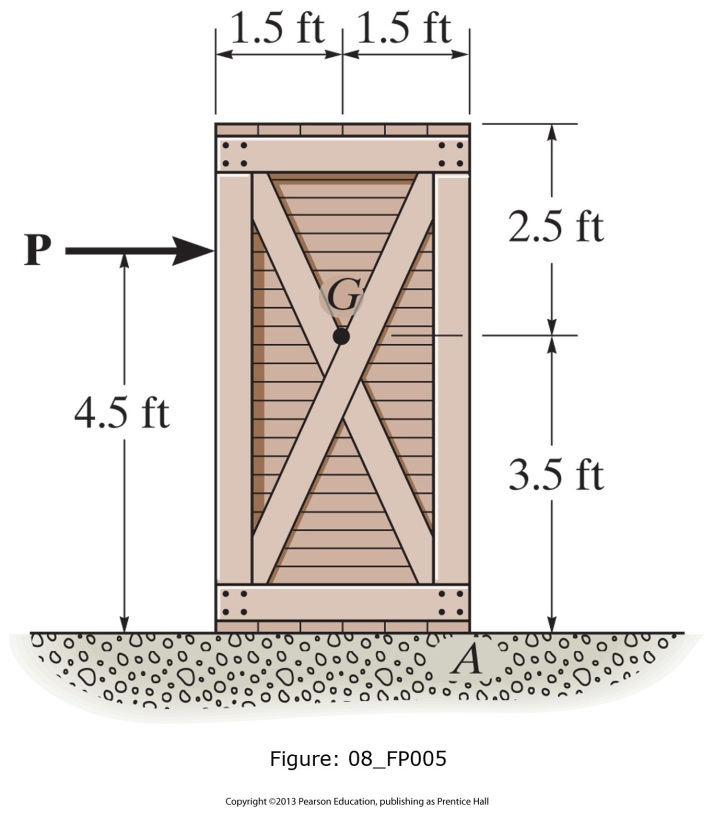 1.5 ft 1.5 ft
2.5 ft
P
G
4.5 ft
3.5 ft
A
Figure: 08_FP005
Copyright ©2013 Pearson Education, publishing as Prentice Hall